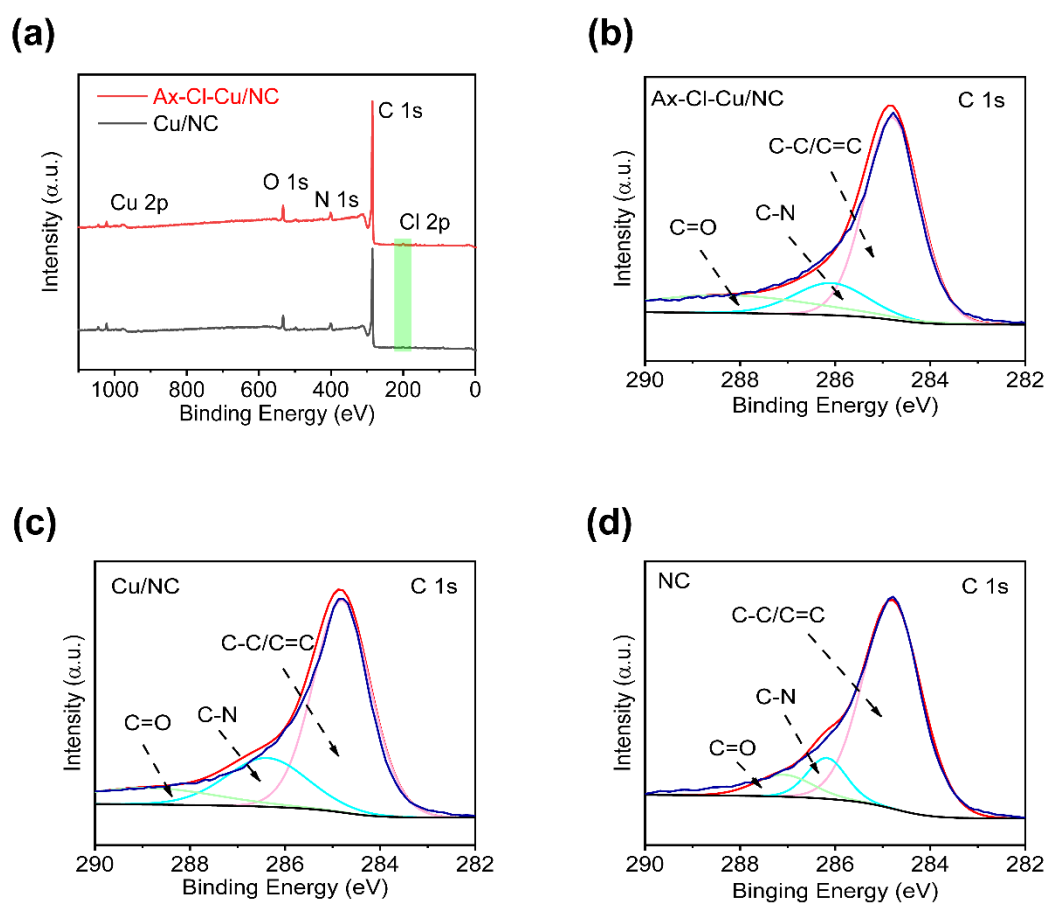 (a)
Ax-Cl-Cu/NC
Cu/NC
C 1s
O 1s
N 1s
Cu 2p
Cl 2p
Intensity (α.u.)
1000 800 600 400 200 0
Binding Energy (eV)
(b)
Ax-Cl-Cu/NC
C 1s
C-C/C=C
C-N
C=O
Intensity (α.u.)
290 288 286 284 282
Binding Energy (eV)
(c)
Cu/NC
C 1s
C-C/C=C
C-N
C=O
Intensity (α.u.)
290 288 286 284 282
Binding Energy (eV)
(d)
NC
C 1s
C-C/C=C
C-N
C=O
Intensity (α.u.)
290 288 286 284 282
Binging Energy (eV)